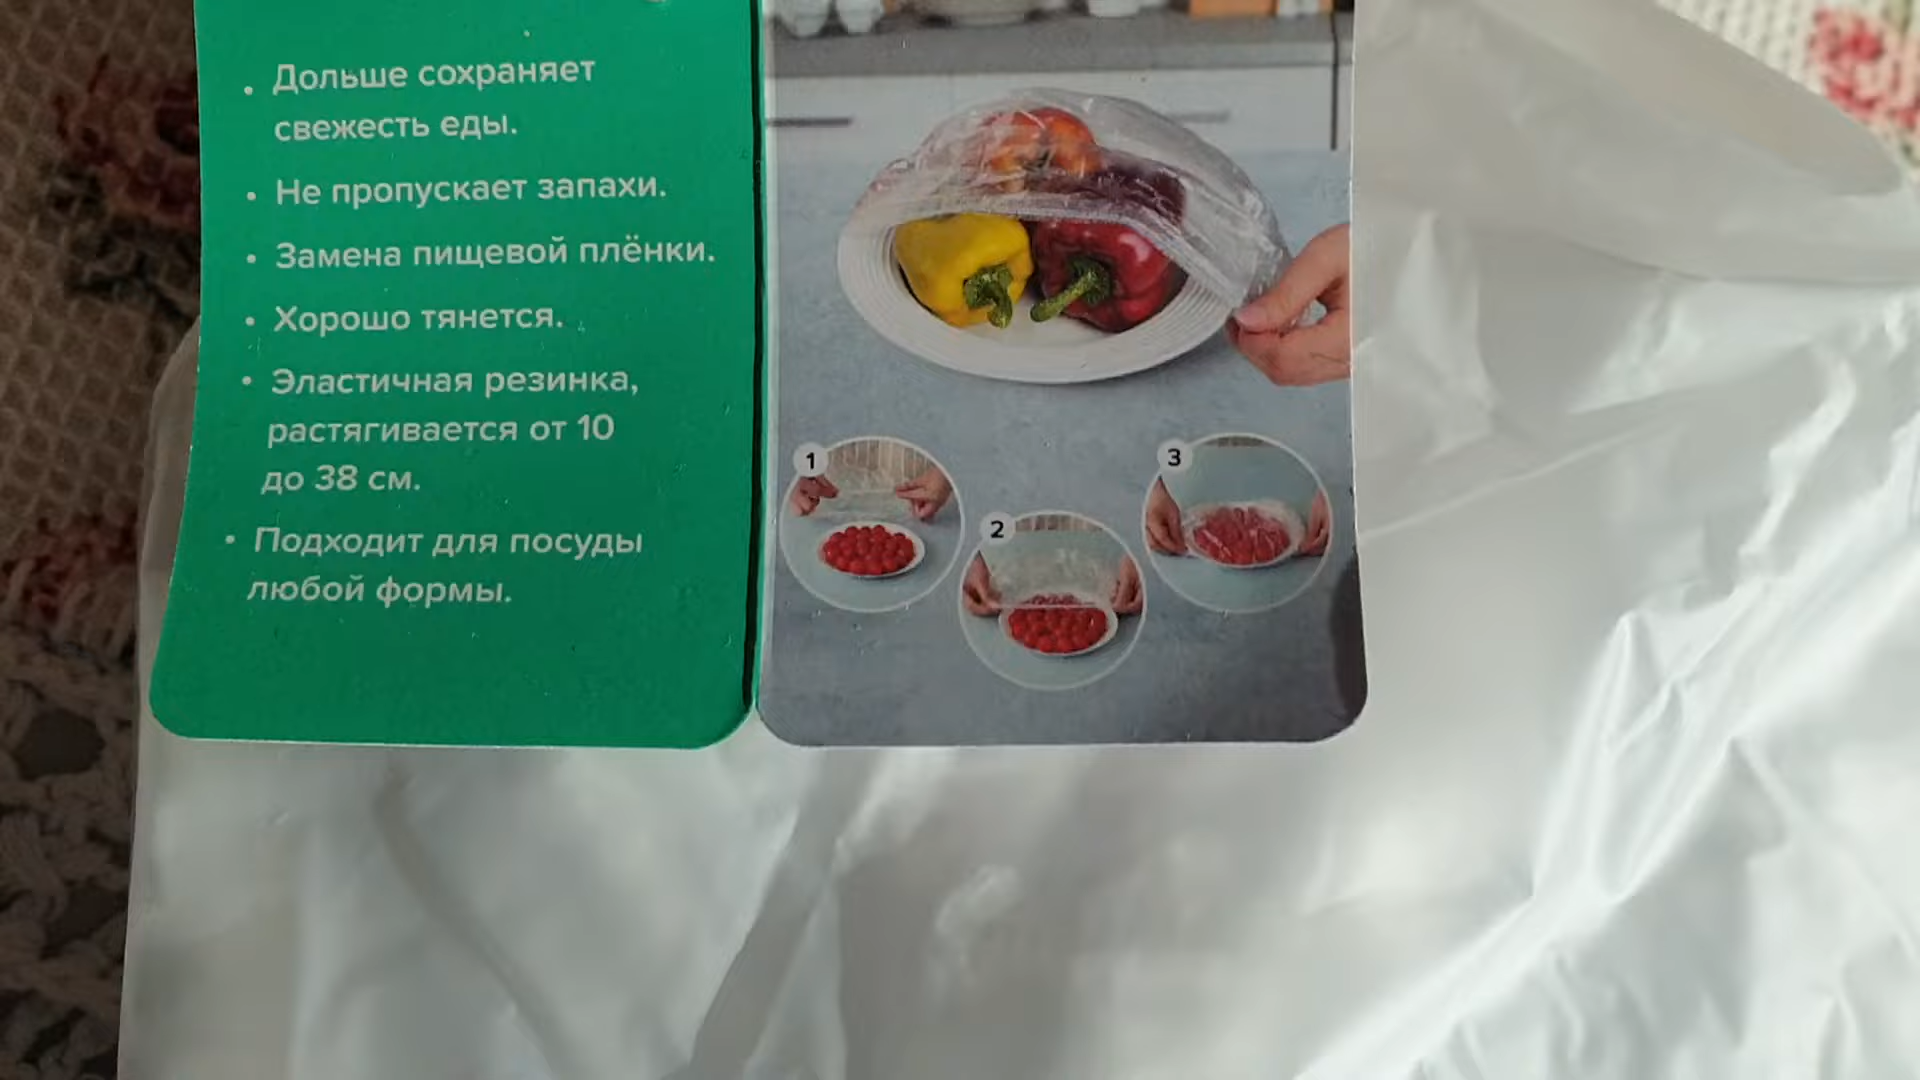 • Дольше сохраняет
свежесть еды.
• Не пропускает запахи.
• Замена пищевой плёнки.
• Хорошо тянется.
• Эластичная резинка,
растягивается от 10
до 38 см.
• Подходит для посуды
любой формы.
1
2
3